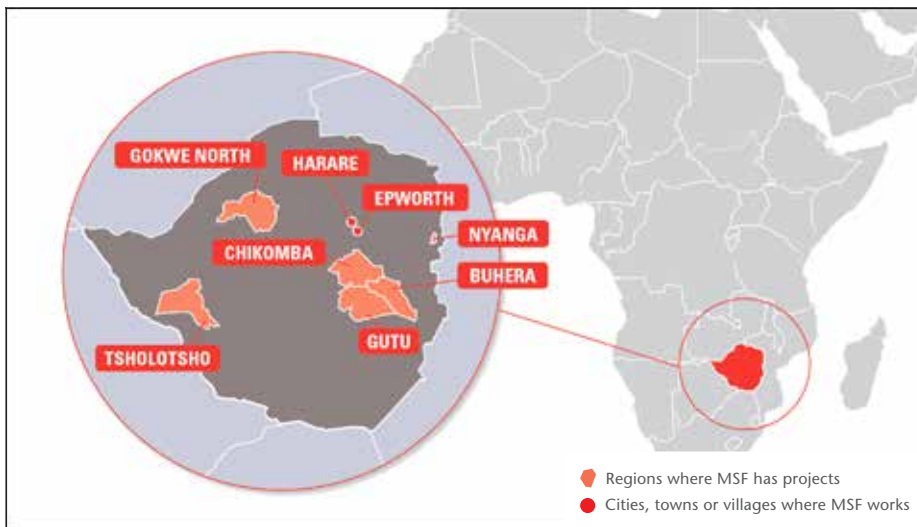 GOKWE NORTH
HARARE
EPWORTH
CHIKOMBA
NYANGA
BUHERA
GUTU
TSHOLOTSHO
Regions where MSF has projects
Cities, towns or villages where MSF works